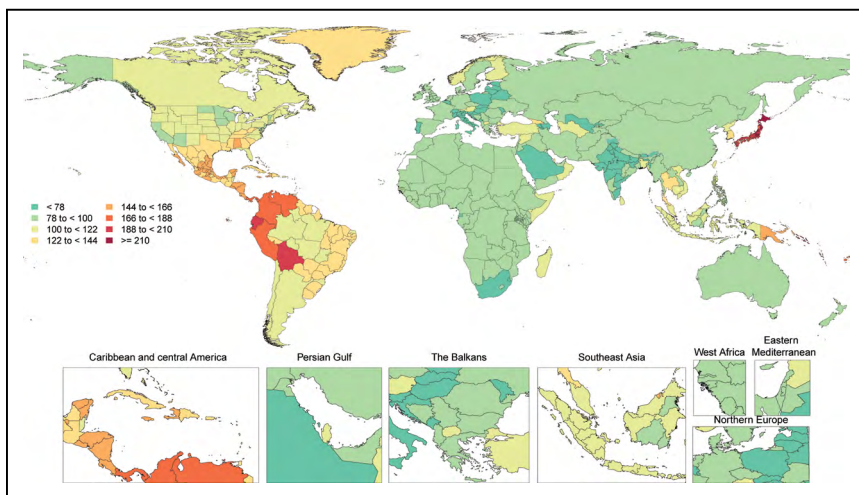 < 78
78 to < 100
100 to < 122
122 to < 144
144 to < 166
166 to < 188
188 to < 210
>= 210
Caribbean and central America
Persian Gulf
The Balkans
Southeast Asia
West Africa
Eastern
Mediterranean
Northern Europe